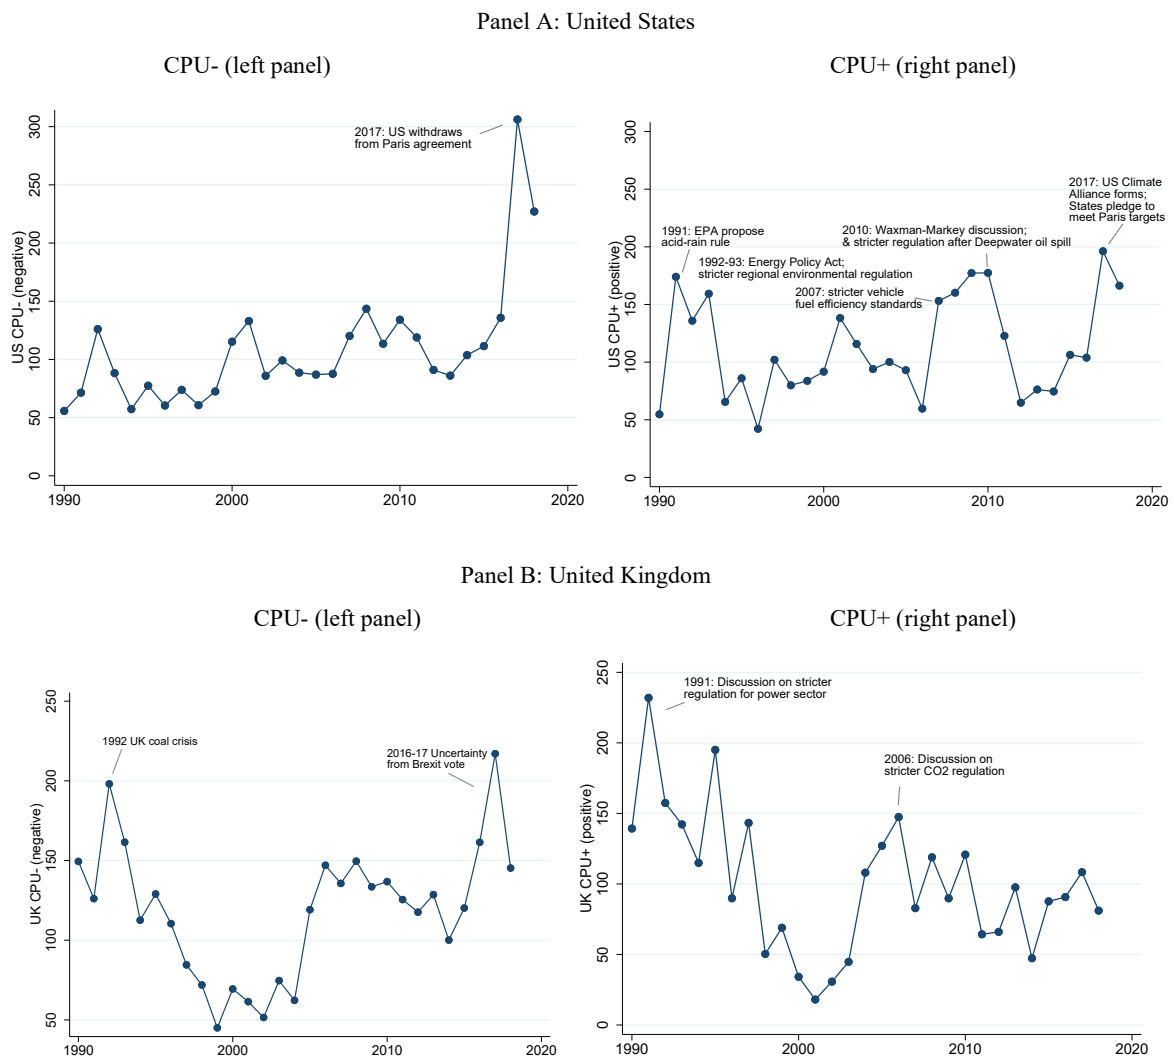 Panel A: United States
CPU- (left panel)
CPU+ (right panel)
US CPU- (negative)
300
250
200
150
100
50
0
1990
2000
2010
2020
2017: US withdraws
from Paris agreement
US CPU+ (positive)
300
250
200
150
100
50
0
1990
2000
2010
2020
1991: EPA propose
acid-rain rule
1992-93: Energy Policy Act;
stricter regional environmental regulation
2007: stricter vehicle
fuel efficiency standards
2010: Waxman-Markey discussion;
& stricter regulation after Deepwater oil spill
2017: US Climate
Alliance forms;
States pledge to
meet Paris targets
Panel B: United Kingdom
CPU- (left panel)
CPU+ (right panel)
UK CPU- (negative)
250
200
150
100
50
1990
2000
2010
2020
1992 UK coal crisis
2016-17 Uncertainty
from Brexit vote
UK CPU+ (positive)
250
200
150
100
50
0
1990
2000
2010
2020
1991: Discussion on stricter
regulation for power sector
2006: Discussion on
stricter CO2 regulation